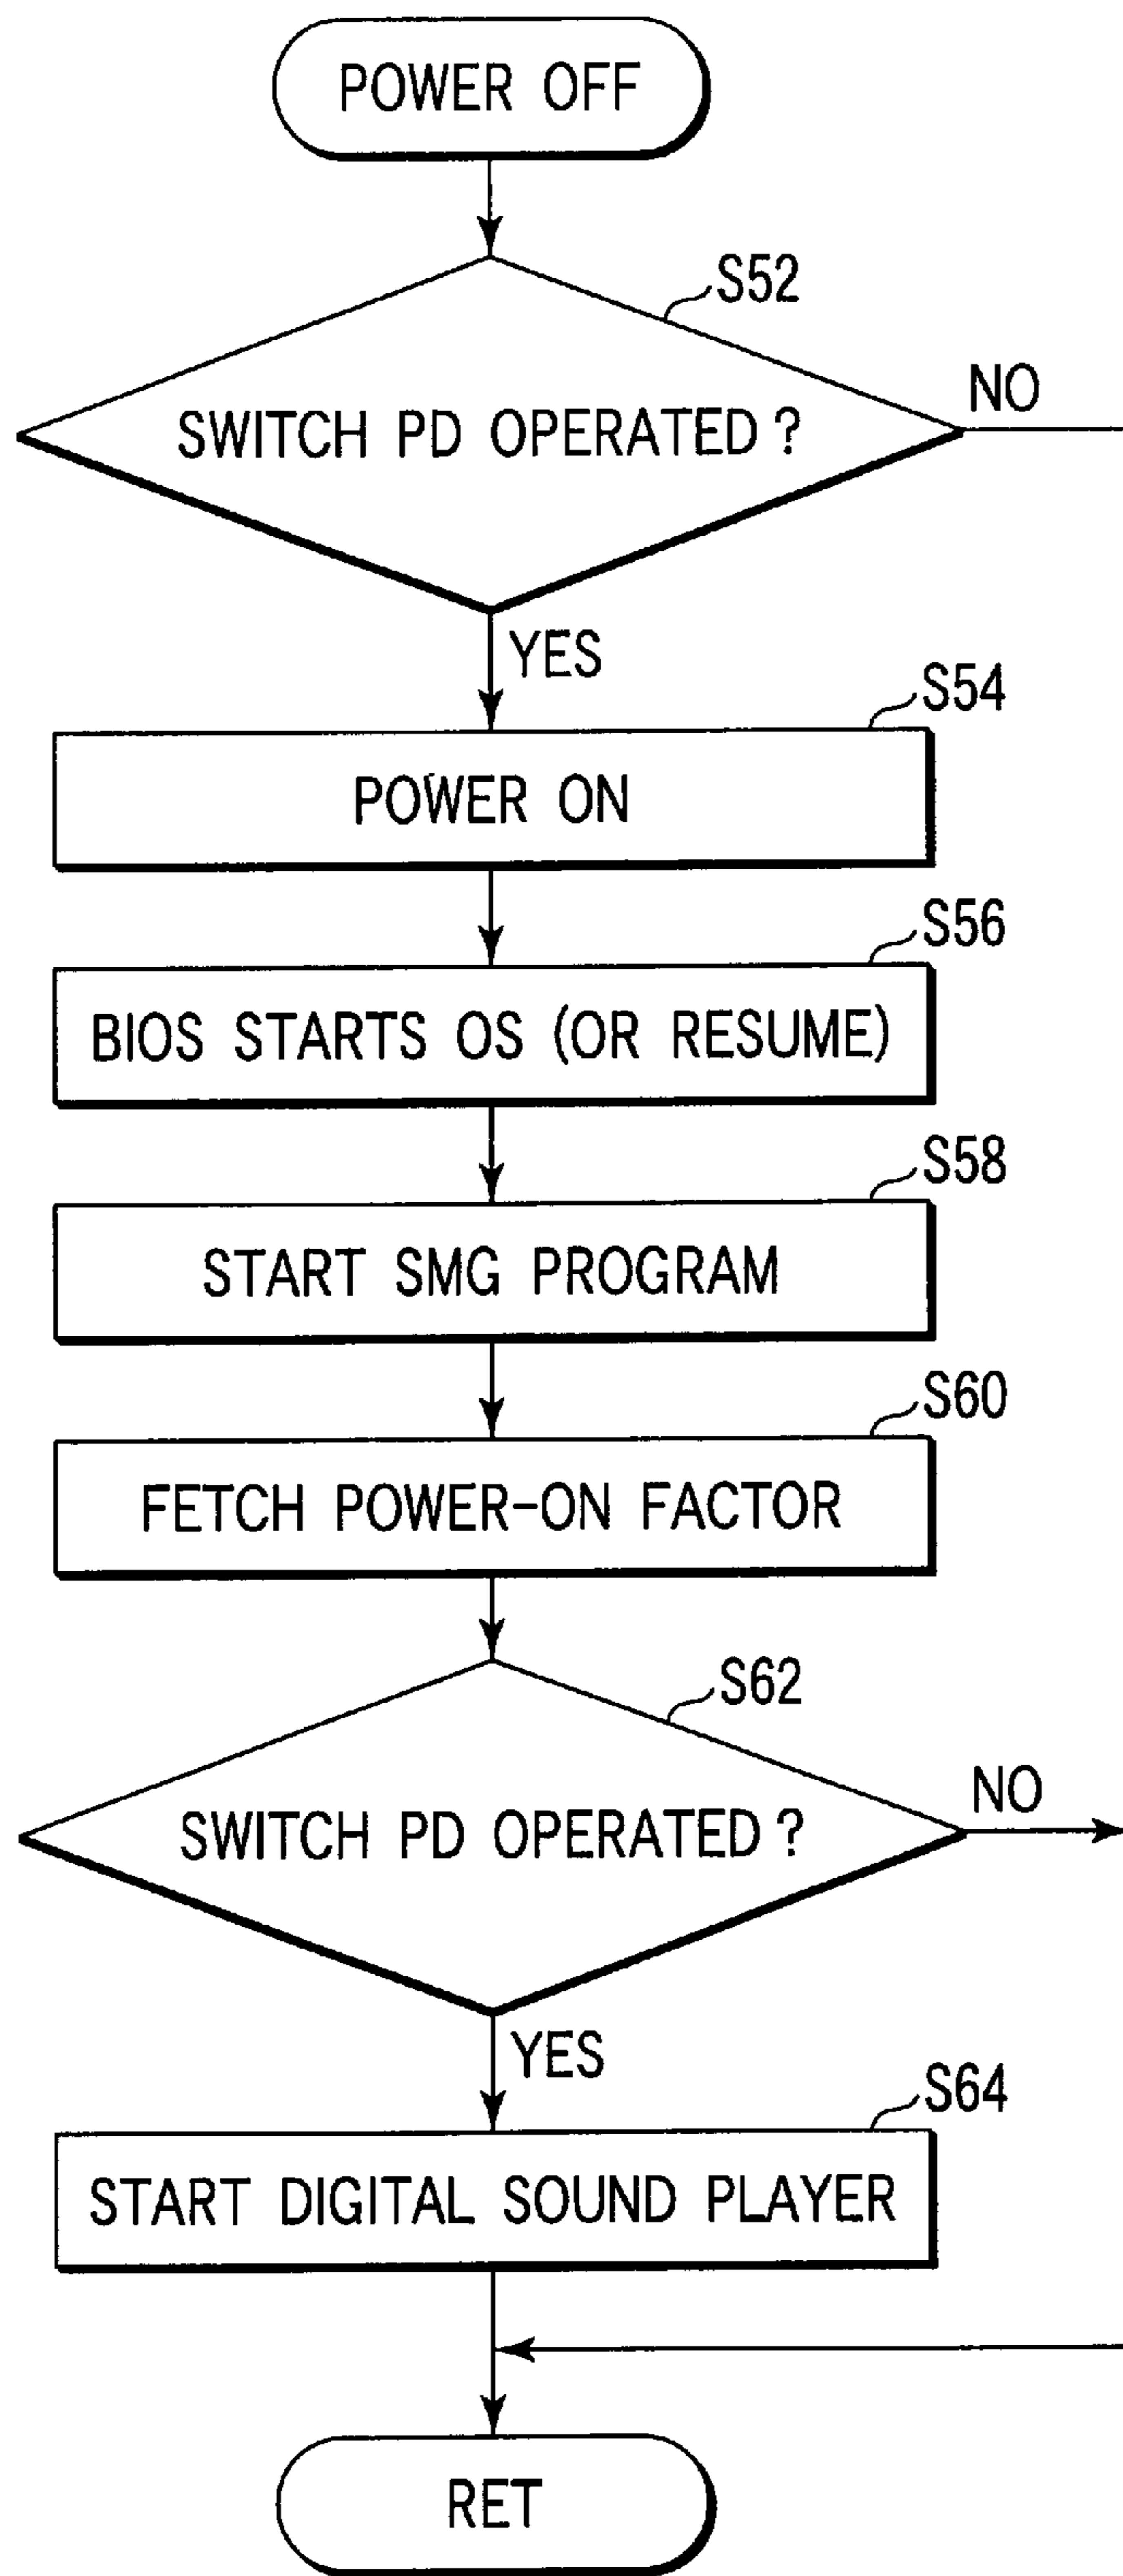 POWER OFF
S52
SWITCH PD OPERATED ?
NO
YES
S54
POWER ON
S56
BIOS STARTS OS (OR RESUME)
S58
START SMG PROGRAM
S60
FETCH POWER-ON FACTOR
S62
SWITCH PD OPERATED ?
NO
YES
S64
START DIGITAL SOUND PLAYER
RET